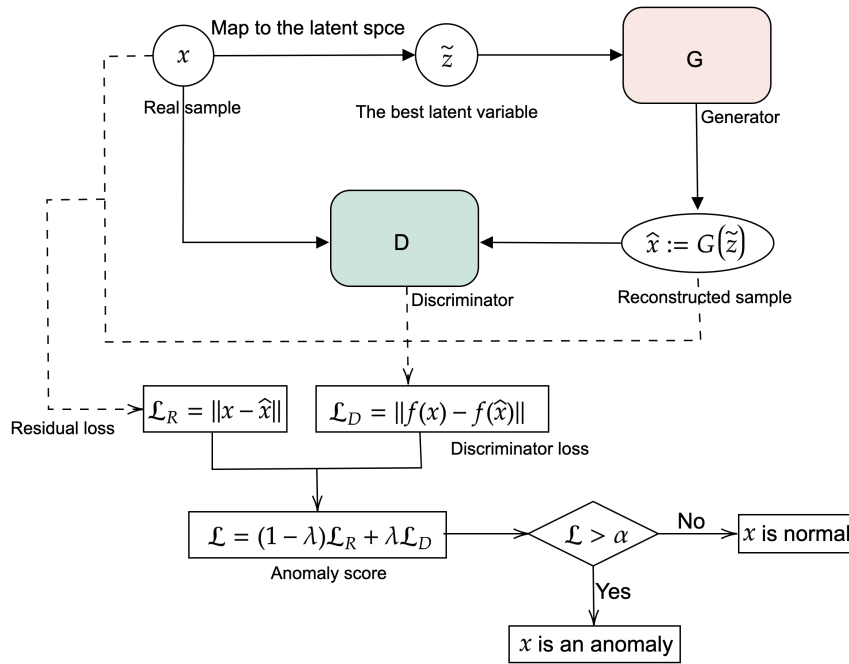 Map to the latent spce
x
z̃
G
Real sample
The best latent variable
Generator
D
x̂ := G(z̃)
Discriminator
Reconstructed sample
ℒ_R = ||x − x̂||
ℒ_D = ||f(x) − f(x̂)||
Residual loss
Discriminator loss
ℒ = (1 − λ)ℒ_R + λℒ_D
ℒ > α
No
x is normal
Anomaly score
Yes
x is an anomaly